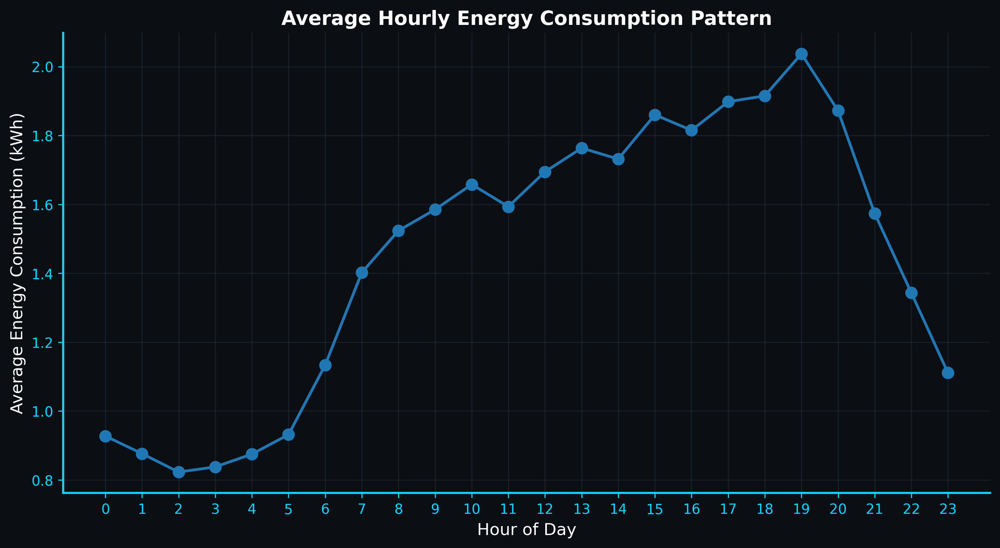 Average Hourly Energy Consumption Pattern
Average Energy Consumption (kWh)
2.0
1.8
1.6
1.4
1.2
1.0
0.8
0 1 2 3 4 5 6 7 8 9 10 11 12 13 14 15 16 17 18 19 20 21 22 23
Hour of Day